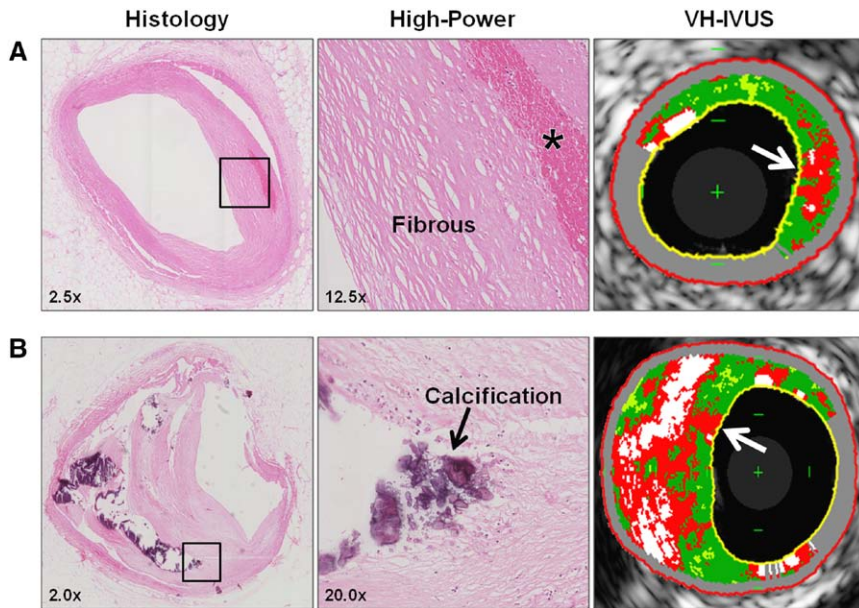 Histology High-Power VH-IVUS
A
*
Fibrous
2.5x 12.5x
B
Calcification
2.0x 20.0x